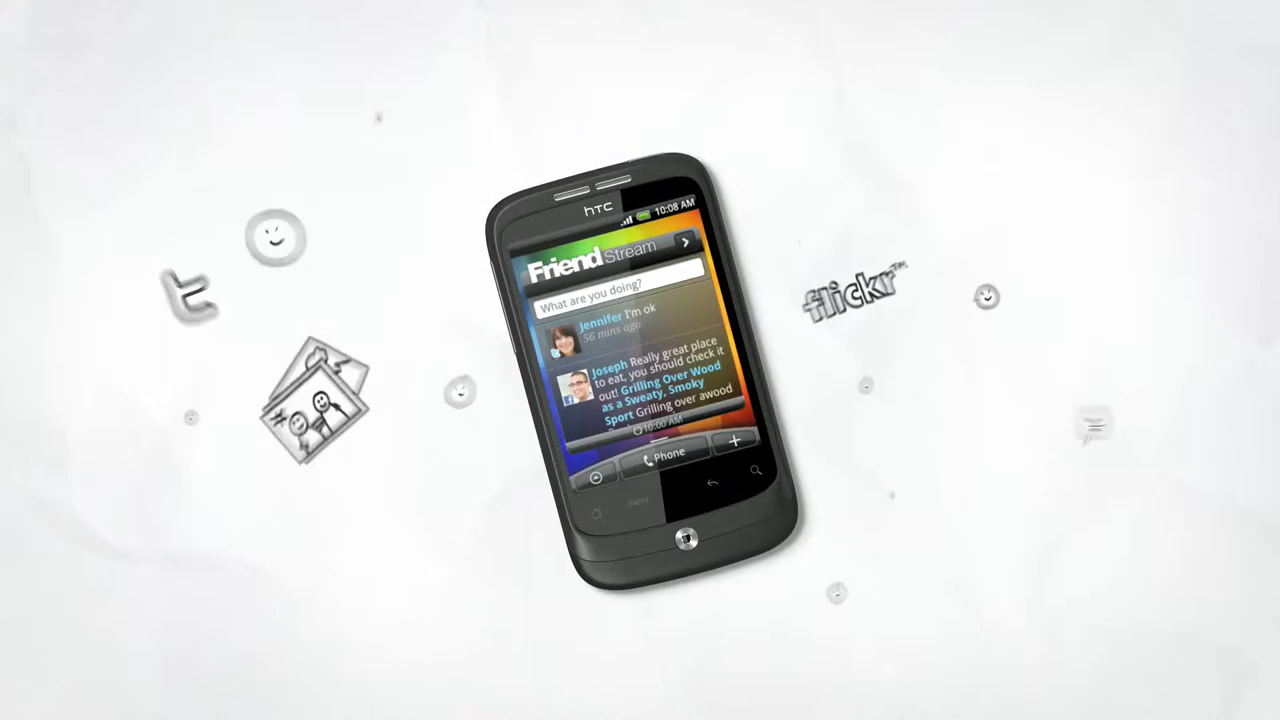 hTC
10:08 AM
Friend Stream
What are you doing?
Jennifer I'm ok
56 mins ago
Joseph Really great place
to eat, you should check it
out! Grilling Over Wood
as a Sweaty, Smoky
Sport Grilling over awood
10:00 AM
Phone
menu
t
flickr™